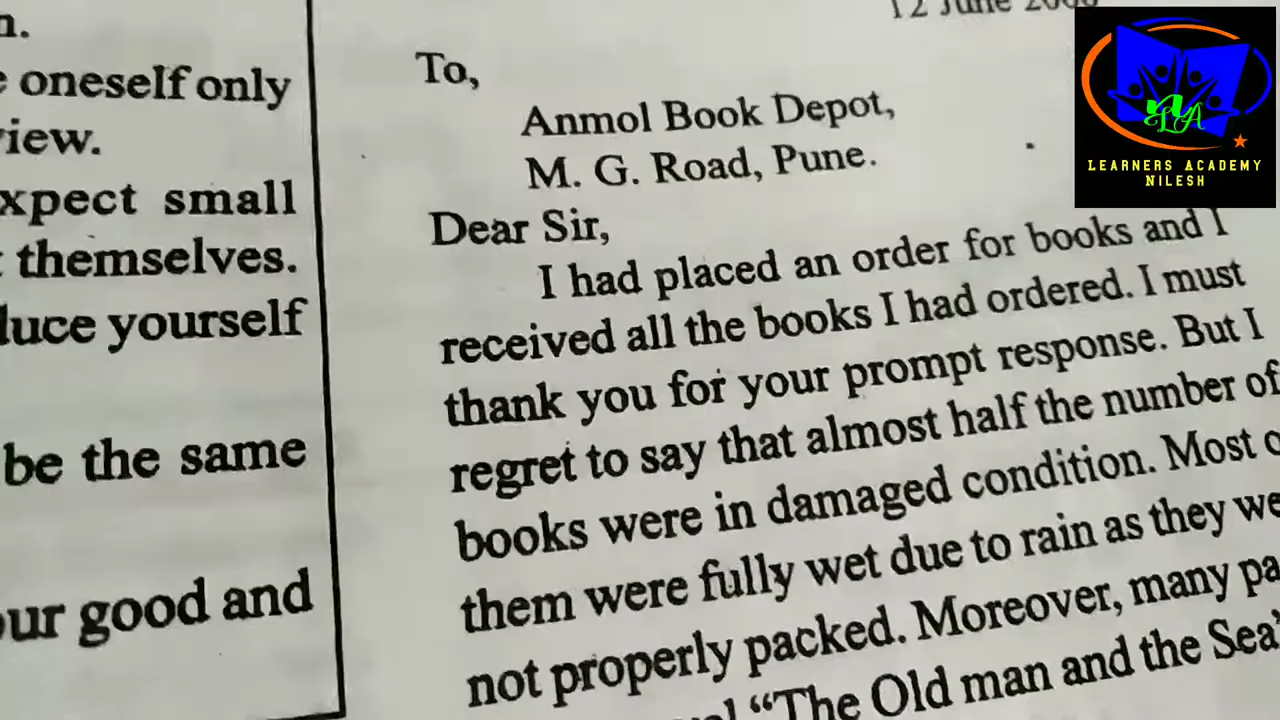 n.
oneself only
iew.
xpect small
themselves.
luce yourself
be the same
our good and
12 June
To,
Anmol Book Depot,
M. G. Road, Pune.
Dear Sir,
I had placed an order for books and I
received all the books I had ordered. I must
thank you for your prompt response. But I
regret to say that almost half the number of
books were in damaged condition. Most
them were fully wet due to rain as they we
not properly packed. Moreover, many pa
"The Old man and the Sea'
LA
LEARNERS ACADEMY
NILESH